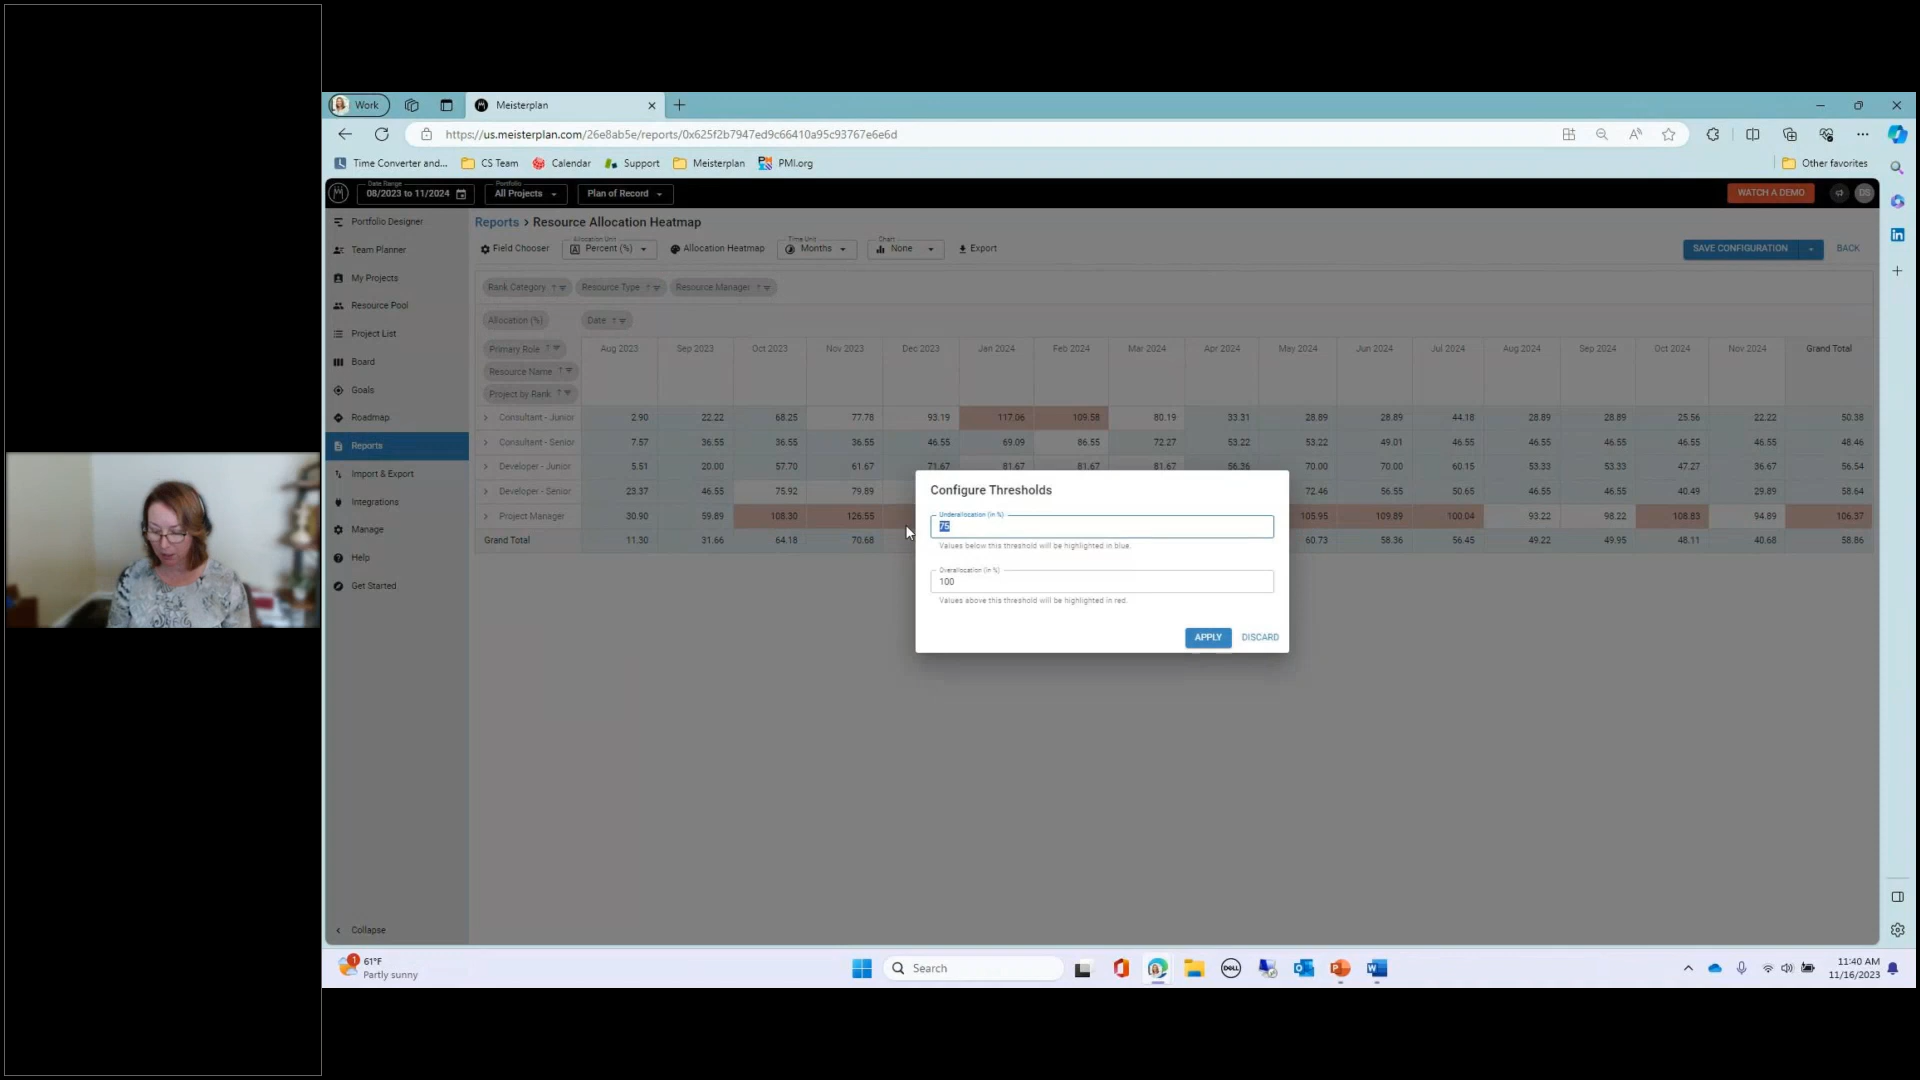 Work
Meisterplan
https://us.meisterplan.com/26e8ab5e/reports/0x625f2b7947ed9c66410a95c93767e6e6d
Time Converter and...
CS Team
Calendar
Support
Meisterplan
PMI.org
Other favorites
Date Range
08/2023 to 11/2024
Portfolio
All Projects
Plan of Record
WATCH A DEMO
DS
Portfolio Designer
Team Planner
My Projects
Resource Pool
Project List
Board
Goals
Roadmap
Reports
Import & Export
Integrations
Manage
Help
Get Started
Collapse
Reports > Resource Allocation Heatmap
Field Chooser
Allocation Unit
Percent (%)
Allocation Heatmap
Time Unit
Months
Chart
None
Export
SAVE CONFIGURATION
BACK
Rank Category
Resource Type
Resource Manager
Allocation (%)
Date
Primary Role
Resource Name
Project by Rank
Aug 2023 Sep 2023 Oct 2023 Nov 2023 Dec 2023 Jan 2024 Feb 2024 Mar 2024 Apr 2024 May 2024 Jun 2024 Jul 2024 Aug 2024 Sep 2024 Oct 2024 Nov 2024 Grand Total
Consultant - Junior 2.90 22.22 68.25 77.78 93.19 117.06 109.58 80.19 33.31 28.89 28.89 44.18 28.89 28.89 25.56 22.22 50.38
Consultant - Senior 7.57 36.55 36.55 36.55 46.55 69.09 86.55 72.27 53.22 53.22 49.01 46.55 46.55 46.55 46.55 46.55 48.46
Developer - Junior 5.51 20.00 57.70 61.67 71.67 81.67 81.67 81.67 56.36 70.00 70.00 60.15 53.33 53.33 47.27 36.67 56.54
Developer - Senior 23.37 46.55 75.92 79.89 72.46 56.55 50.65 46.55 46.55 40.49 29.89 58.64
Project Manager 30.90 59.89 108.30 126.55 105.95 109.89 100.04 93.22 98.22 108.83 94.89 106.37
Grand Total 11.30 31.66 64.18 70.68 60.73 58.36 56.45 49.22 49.95 48.11 40.68 58.86
Configure Thresholds
Underallocation (in %)
75
Values below this threshold will be highlighted in blue.
Overallocation (in %)
100
Values above this threshold will be highlighted in red.
APPLY
DISCARD
1
61°F
Partly sunny
Search
DELL
11:40 AM
11/16/2023